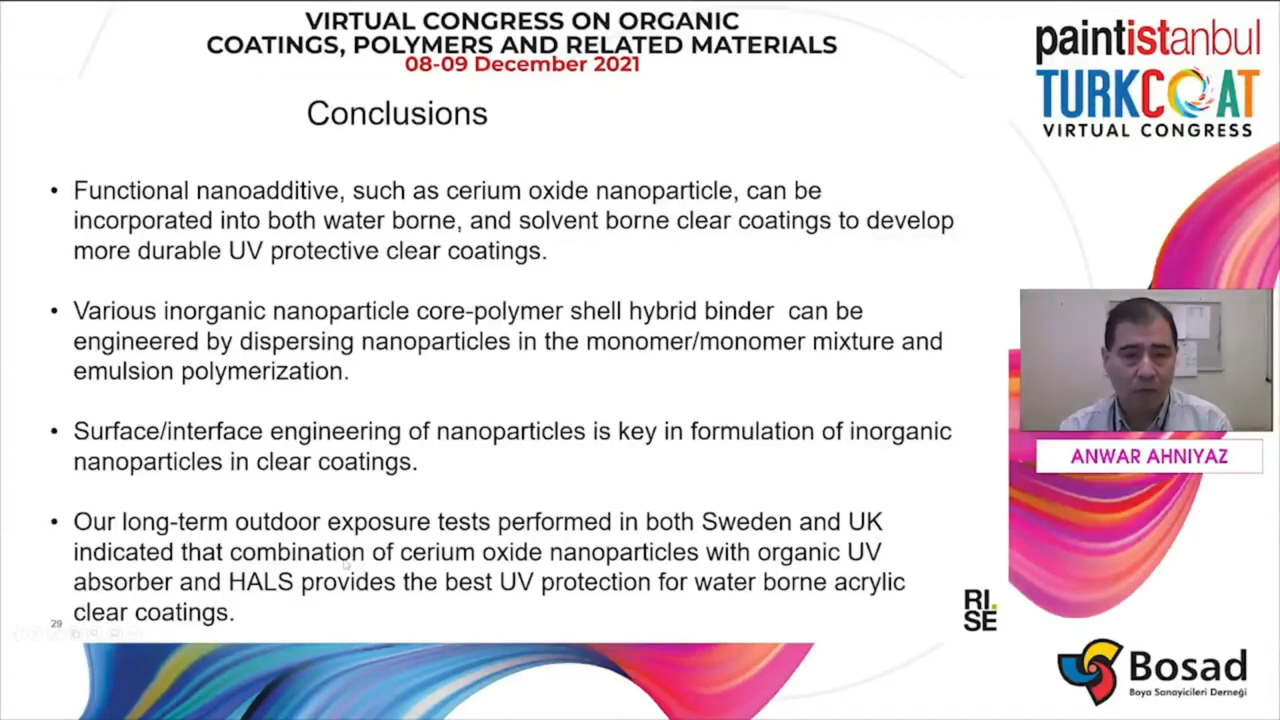 VIRTUAL CONGRESS ON ORGANIC
COATINGS, POLYMERS AND RELATED MATERIALS
08-09 December 2021
paintistanbul
TURKCOAT
VIRTUAL CONGRESS
Conclusions
• Functional nanoadditive, such as cerium oxide nanoparticle, can be
incorporated into both water borne, and solvent borne clear coatings to develop
more durable UV protective clear coatings.
• Various inorganic nanoparticle core-polymer shell hybrid binder can be
engineered by dispersing nanoparticles in the monomer/monomer mixture and
emulsion polymerization.
• Surface/interface engineering of nanoparticles is key in formulation of inorganic
nanoparticles in clear coatings.
• Our long-term outdoor exposure tests performed in both Sweden and UK
indicated that combination of cerium oxide nanoparticles with organic UV
absorber and HALS provides the best UV protection for water borne acrylic
clear coatings.
29
RI.
SE
ANWAR AHNIYAZ
Bosad
Boya Sanayicileri Derneği